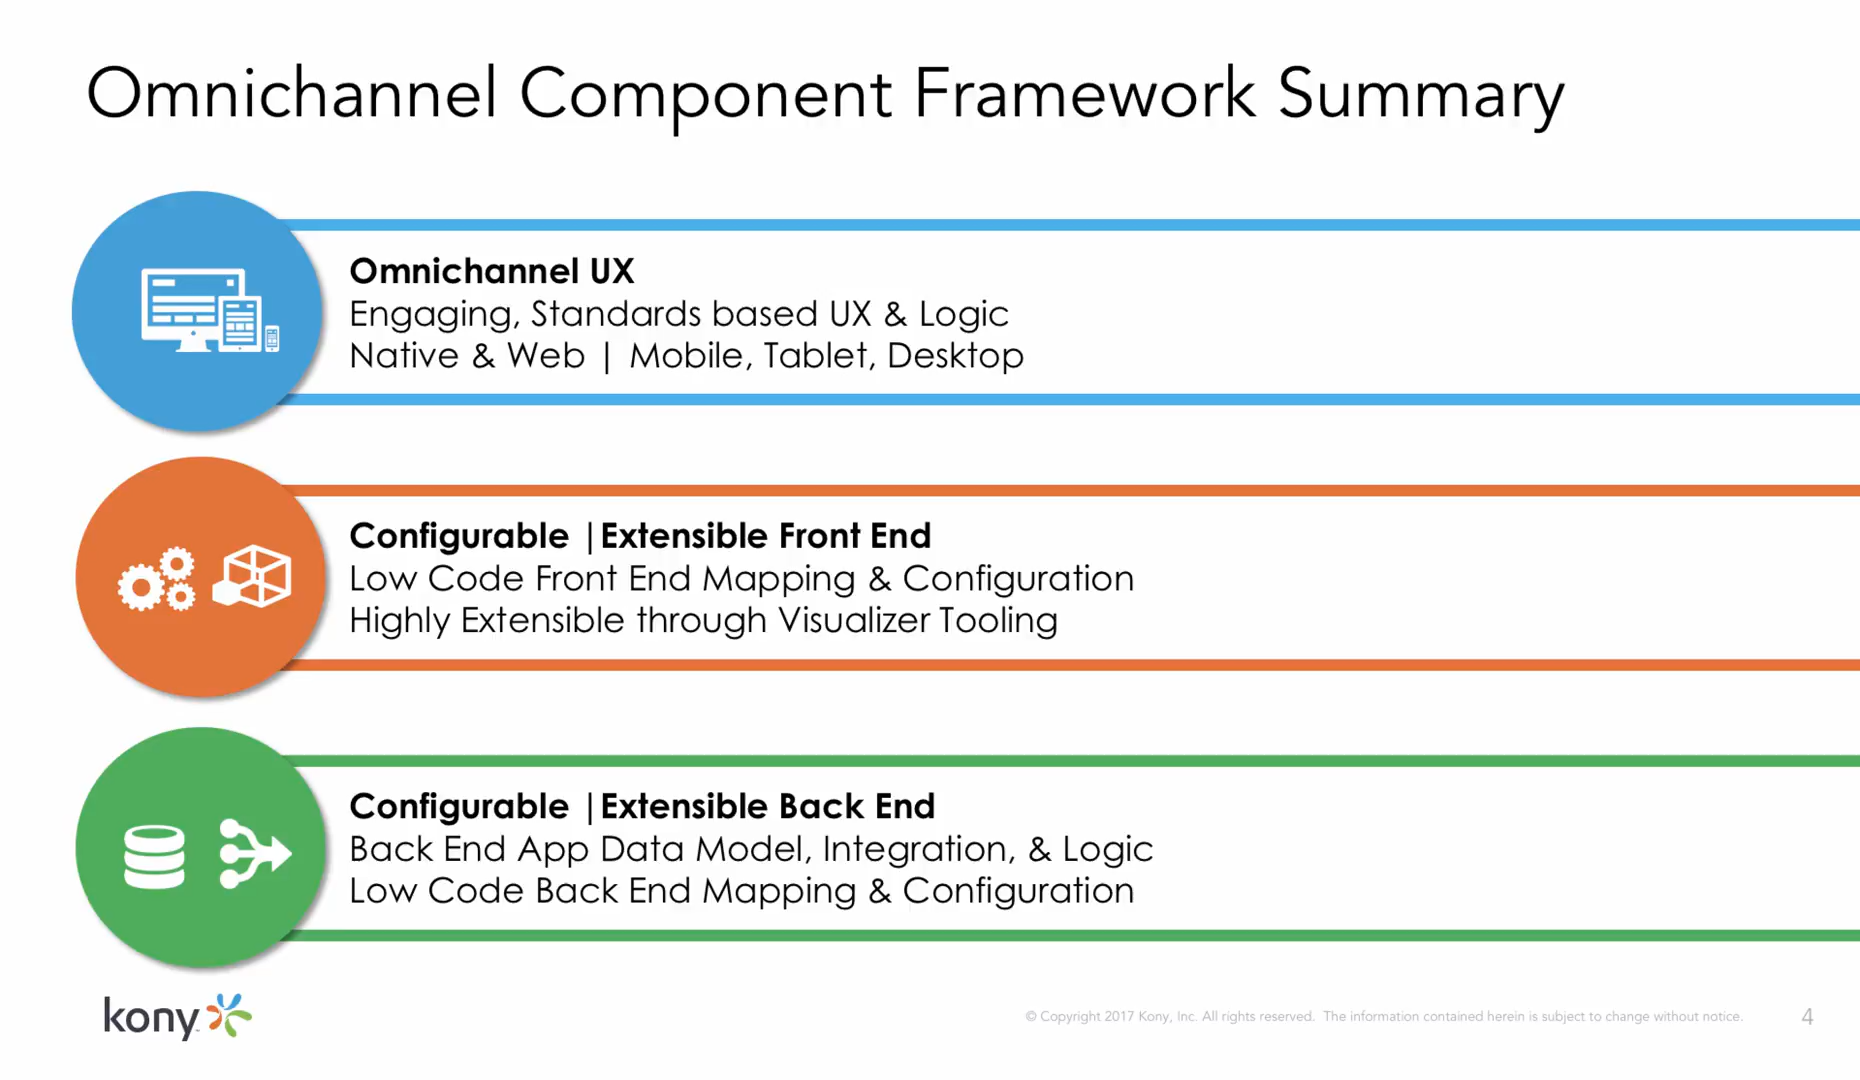 Omnichannel Component Framework Summary
Omnichannel UX
Engaging, Standards based UX & Logic
Native & Web | Mobile, Tablet, Desktop
Configurable |Extensible Front End
Low Code Front End Mapping & Configuration
Highly Extensible through Visualizer Tooling
Configurable |Extensible Back End
Back End App Data Model, Integration, & Logic
Low Code Back End Mapping & Configuration
kony
© Copyright 2017 Kony, Inc. All rights reserved. The information contained herein is subject to change without notice.
4